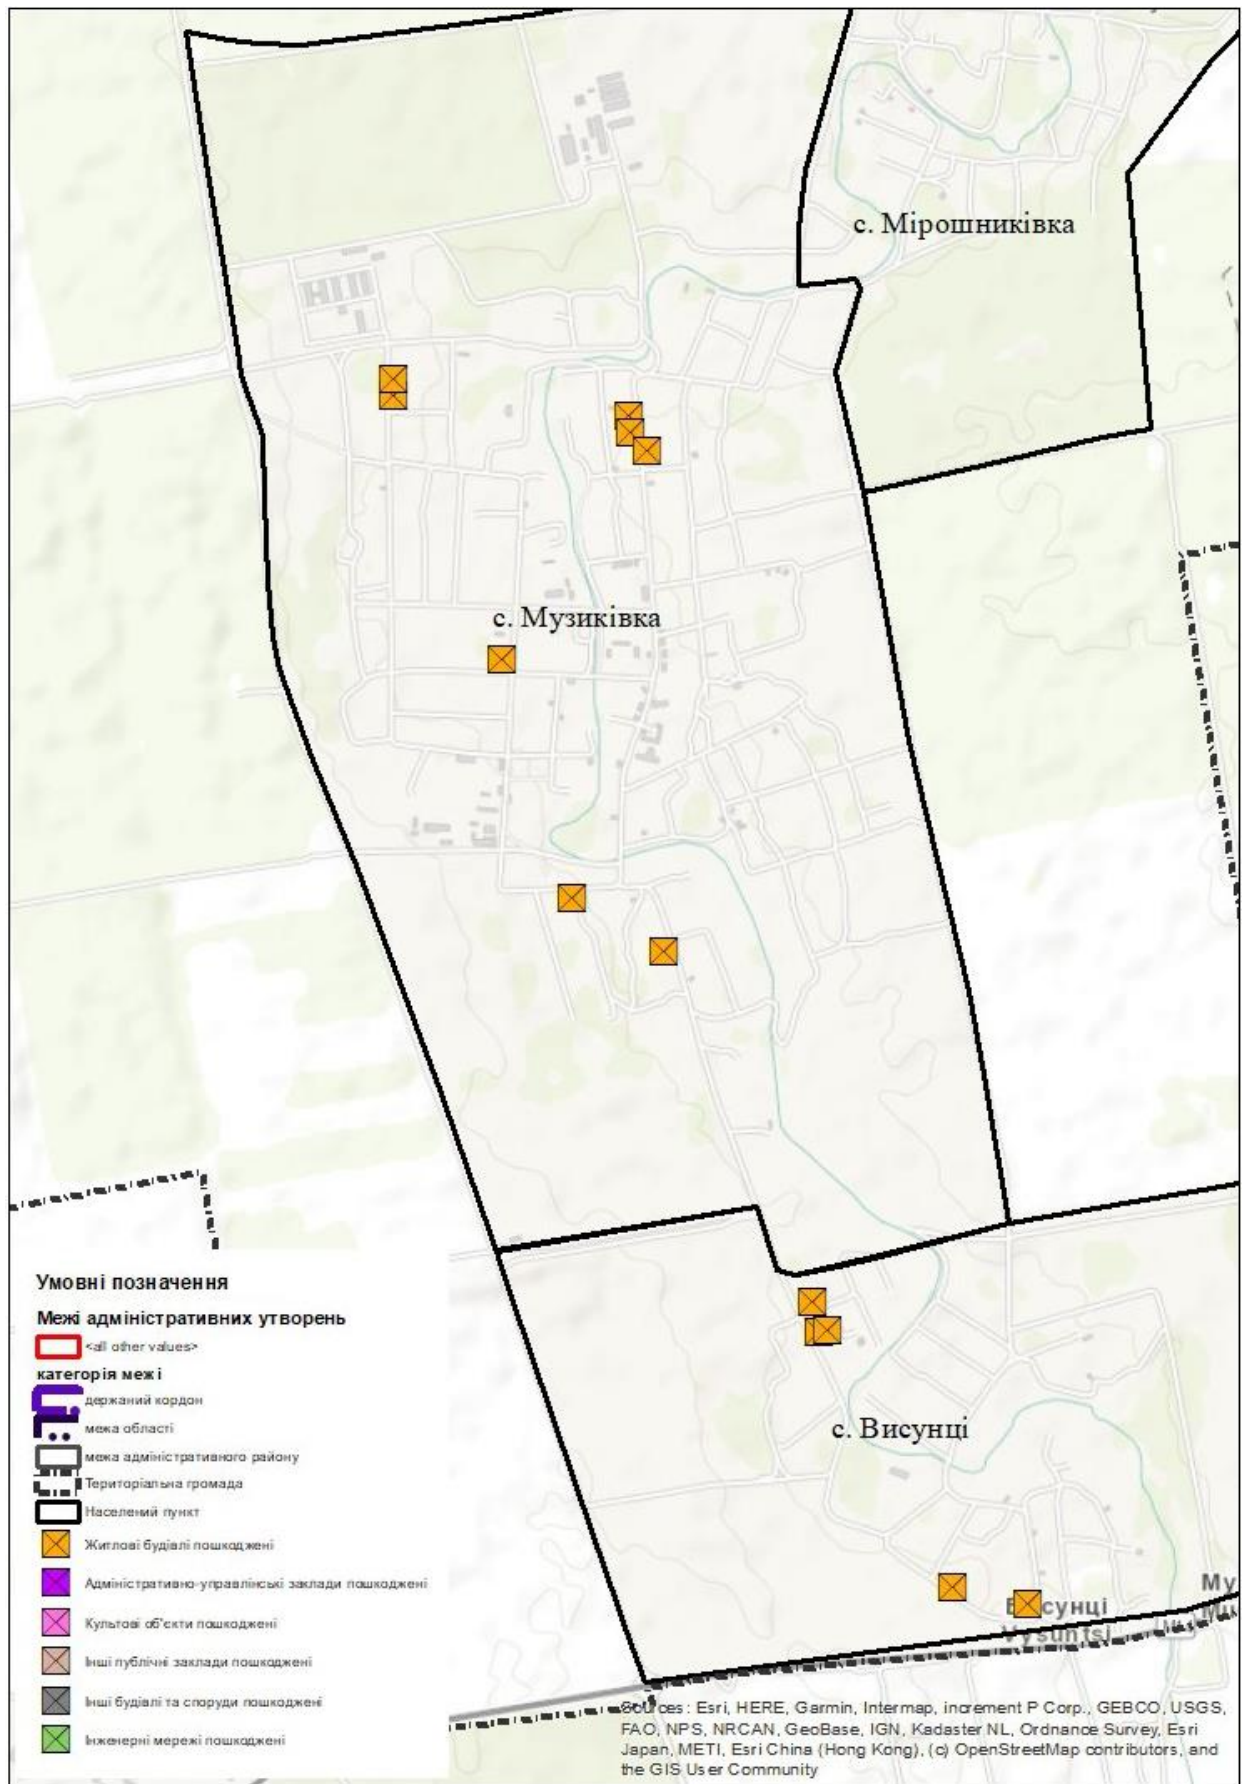 с. Мірошниківка
с. Музиківка
с. Висунці
Висунці
Vysuntsi
Умовні позначення
Межі адміністративних утворень
<all other values>
категорія межі
держаний кордон
межа області
межа адміністративного району
Територіальна громада
Населений пункт
Житлові будівлі пошкоджені
Адміністративно-управлінські заклади пошкоджені
Культові об'єкти пошкоджені
Інші публічні заклади пошкоджені
Інші будівлі та споруди пошкоджені
Інженерні мережі пошкоджені
Sources: Esri, HERE, Garmin, Intermap, increment P Corp., GEBCO, USGS,
FAO, NPS, NRCAN, GeoBase, IGN, Kadaster NL, Ordnance Survey, Esri
Japan, METI, Esri China (Hong Kong), (c) OpenStreetMap contributors, and
the GIS User Community